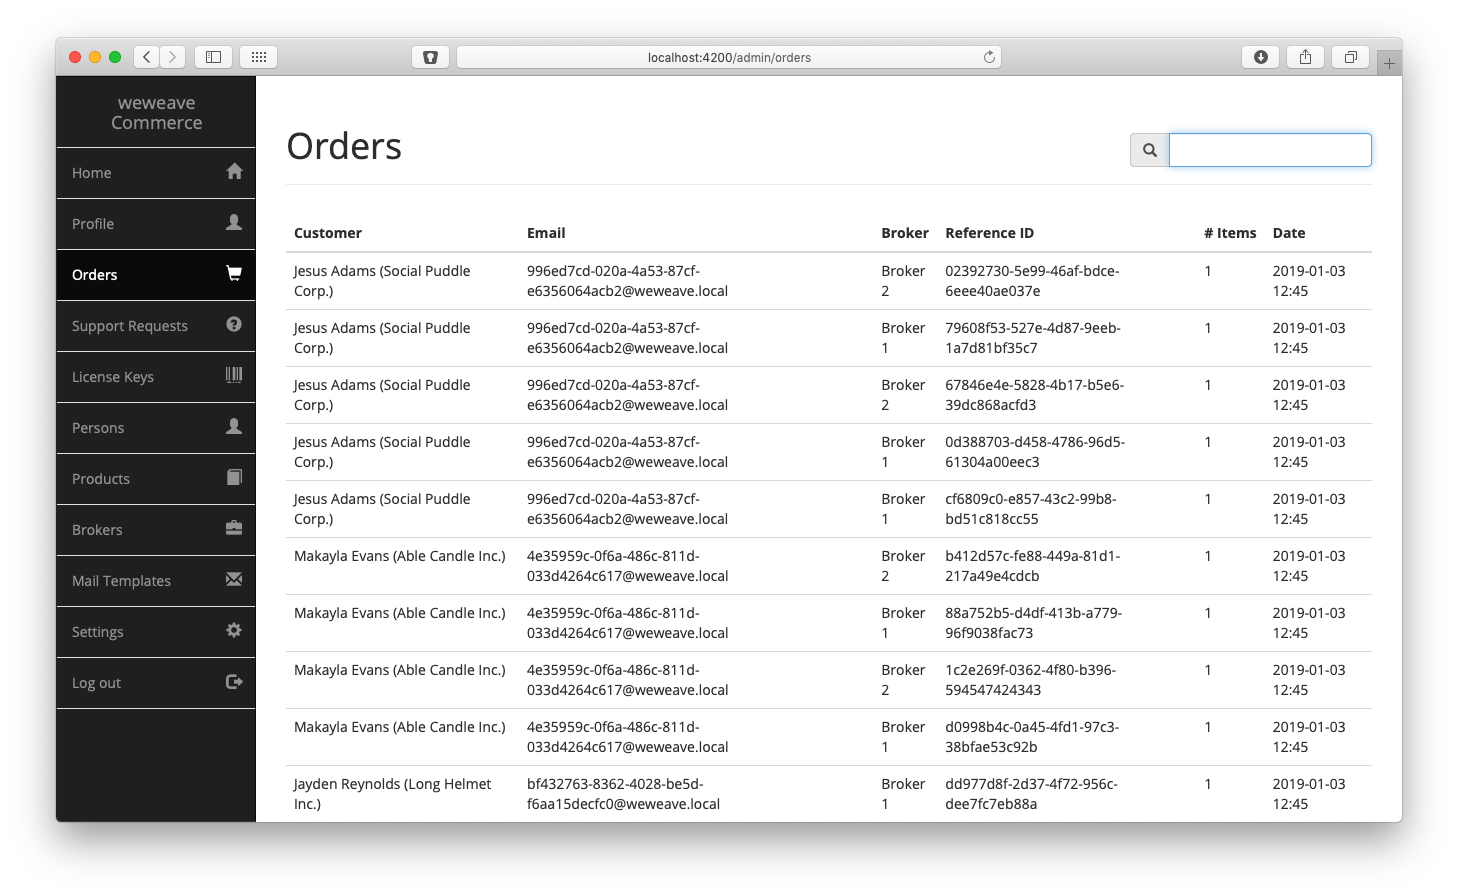 localhost:4200/admin/orders
weweave
Commerce
Home
Profile
Orders
Support Requests
License Keys
Persons
Products
Brokers
Mail Templates
Settings
Log out
Orders
Customer Email Broker Reference ID # Items Date
Jesus Adams (Social Puddle 996ed7cd-020a-4a53-87cf- Broker 02392730-5e99-46af-bdce- 1 2019-01-03
Corp.) e6356064acb2@weweave.local 2 6eee40ae037e 12:45
Jesus Adams (Social Puddle 996ed7cd-020a-4a53-87cf- Broker 79608f53-527e-4d87-9eeb- 1 2019-01-03
Corp.) e6356064acb2@weweave.local 1 1a7d81bf35c7 12:45
Jesus Adams (Social Puddle 996ed7cd-020a-4a53-87cf- Broker 67846e4e-5828-4b17-b5e6- 1 2019-01-03
Corp.) e6356064acb2@weweave.local 2 39dc868acfd3 12:45
Jesus Adams (Social Puddle 996ed7cd-020a-4a53-87cf- Broker 0d388703-d458-4786-96d5- 1 2019-01-03
Corp.) e6356064acb2@weweave.local 1 61304a00eec3 12:45
Jesus Adams (Social Puddle 996ed7cd-020a-4a53-87cf- Broker cf6809c0-e857-43c2-99b8- 1 2019-01-03
Corp.) e6356064acb2@weweave.local 1 bd51c818cc55 12:45
Makayla Evans (Able Candle Inc.) 4e35959c-0f6a-486c-811d- Broker b412d57c-fe88-449a-81d1- 1 2019-01-03
033d4264c617@weweave.local 2 217a49e4cdcb 12:45
Makayla Evans (Able Candle Inc.) 4e35959c-0f6a-486c-811d- Broker 88a752b5-d4df-413b-a779- 1 2019-01-03
033d4264c617@weweave.local 1 96f9038fac73 12:45
Makayla Evans (Able Candle Inc.) 4e35959c-0f6a-486c-811d- Broker 1c2e269f-0362-4f80-b396- 1 2019-01-03
033d4264c617@weweave.local 2 594547424343 12:45
Makayla Evans (Able Candle Inc.) 4e35959c-0f6a-486c-811d- Broker d0998b4c-0a45-4fd1-97c3- 1 2019-01-03
033d4264c617@weweave.local 1 38bfae53c92b 12:45
Jayden Reynolds (Long Helmet bf432763-8362-4028-be5d- Broker dd977d8f-2d37-4f72-956c- 1 2019-01-03
Inc.) f6aa15decfc0@weweave.local 1 dee7fc7eb88a 12:45